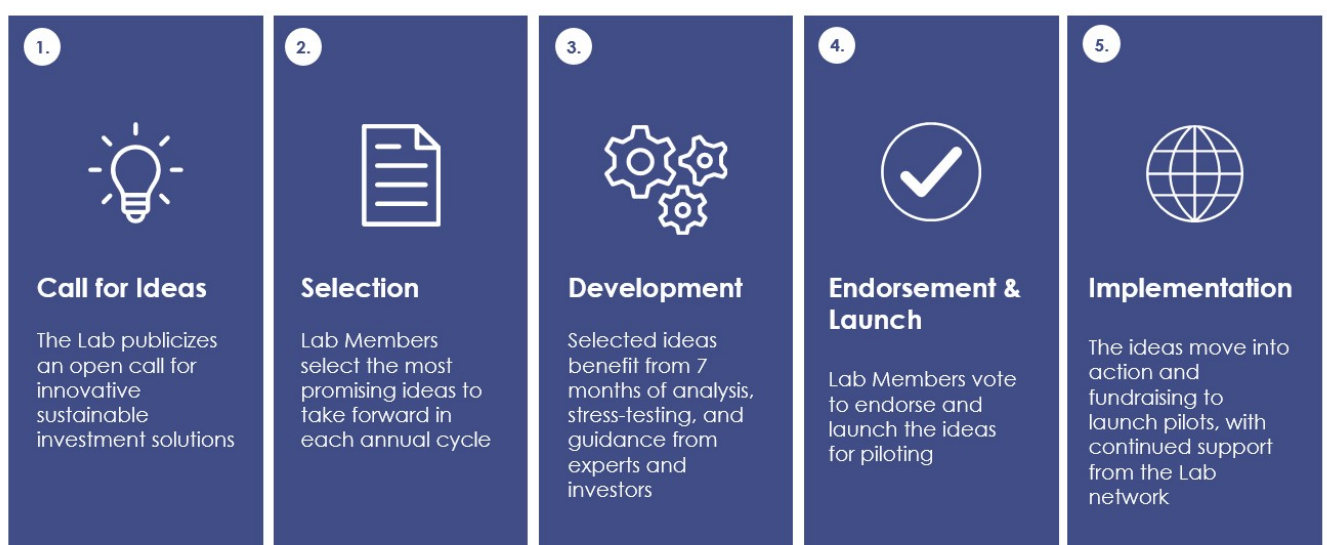 1.
Call for Ideas
The Lab publicizes
an open call for
innovative
sustainable
investment solutions
2.
Selection
Lab Members
select the most
promising ideas to
take forward in
each annual cycle
3.
Development
Selected ideas
benefit from 7
months of analysis,
stress-testing, and
guidance from
experts and
investors
4.
Endorsement &
Launch
Lab Members vote
to endorse and
launch the ideas
for piloting
5.
Implementation
The ideas move into
action and
fundraising to
launch pilots, with
continued support
from the Lab
network